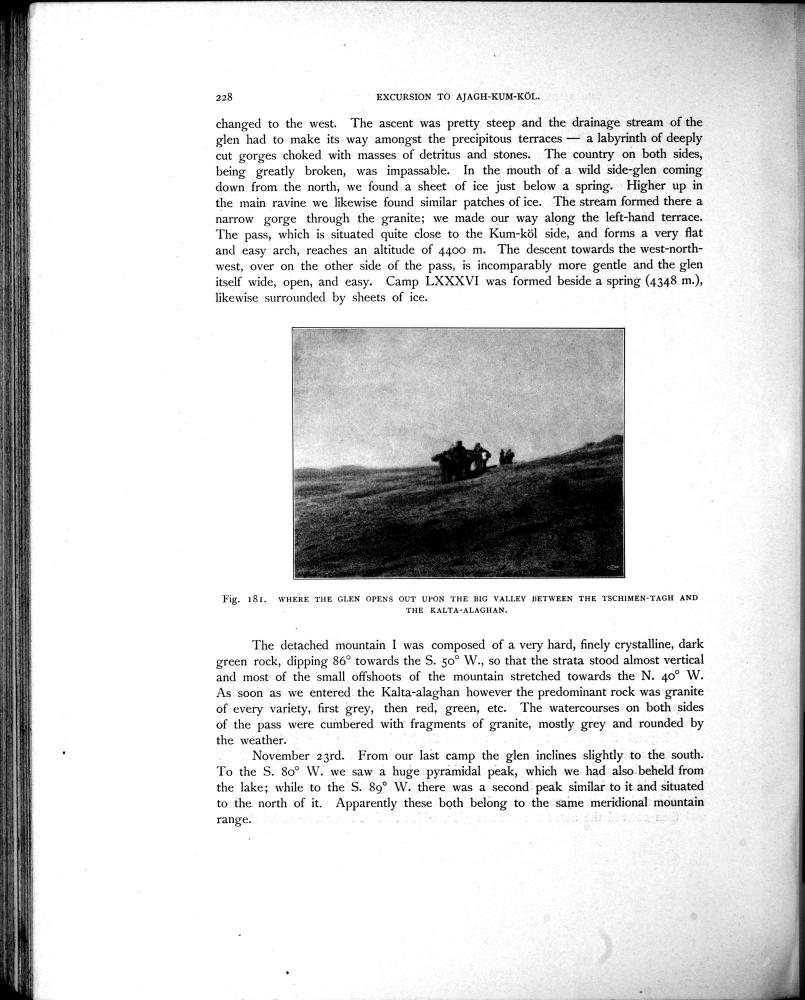 228
EXCURSION TO AJAGH-KUM-KÖL.
changed to the west. The ascent was pretty steep and the drainage stream of the
glen had to make its way amongst the precipitous terraces — a labyrinth of deeply
cut gorges choked with masses of detritus and stones. The country on both sides,
being greatly broken, was impassable. In the mouth of a wild side-glen coming
down from the north, we found a sheet of ice just below a spring. Higher up in
the main ravine we likewise found similar patches of ice. The stream formed there a
narrow gorge through the granite; we made our way along the left-hand terrace.
The pass, which is situated quite close to the Kum-köl side, and forms a very flat
and easy arch, reaches an altitude of 4400 m. The descent towards the west-north-
west, over on the other side of the pass, is incomparably more gentle and the glen
itself wide, open, and easy. Camp LXXXVI was formed beside a spring (4348 m.),
likewise surrounded by sheets of ice.
Fig. 181. WHERE THE GLEN OPENS OUT UPON THE BIG VALLEY BETWEEN THE TSCHIMEN-TAGH AND
THE KALTA-ALAGHAN.
The detached mountain I was composed of a very hard, finely crystalline, dark
green rock, dipping 86° towards the S. 50° W., so that the strata stood almost vertical
and most of the small offshoots of the mountain stretched towards the N. 40° W.
As soon as we entered the Kalta-alaghan however the predominant rock was granite
of every variety, first grey, then red, green, etc. The watercourses on both sides
of the pass were cumbered with fragments of granite, mostly grey and rounded by
the weather.
November 23rd. From our last camp the glen inclines slightly to the south.
To the S. 80° W. we saw a huge pyramidal peak, which we had also beheld from
the lake; while to the S. 89° W. there was a second peak similar to it and situated
to the north of it. Apparently these both belong to the same meridional mountain
range.